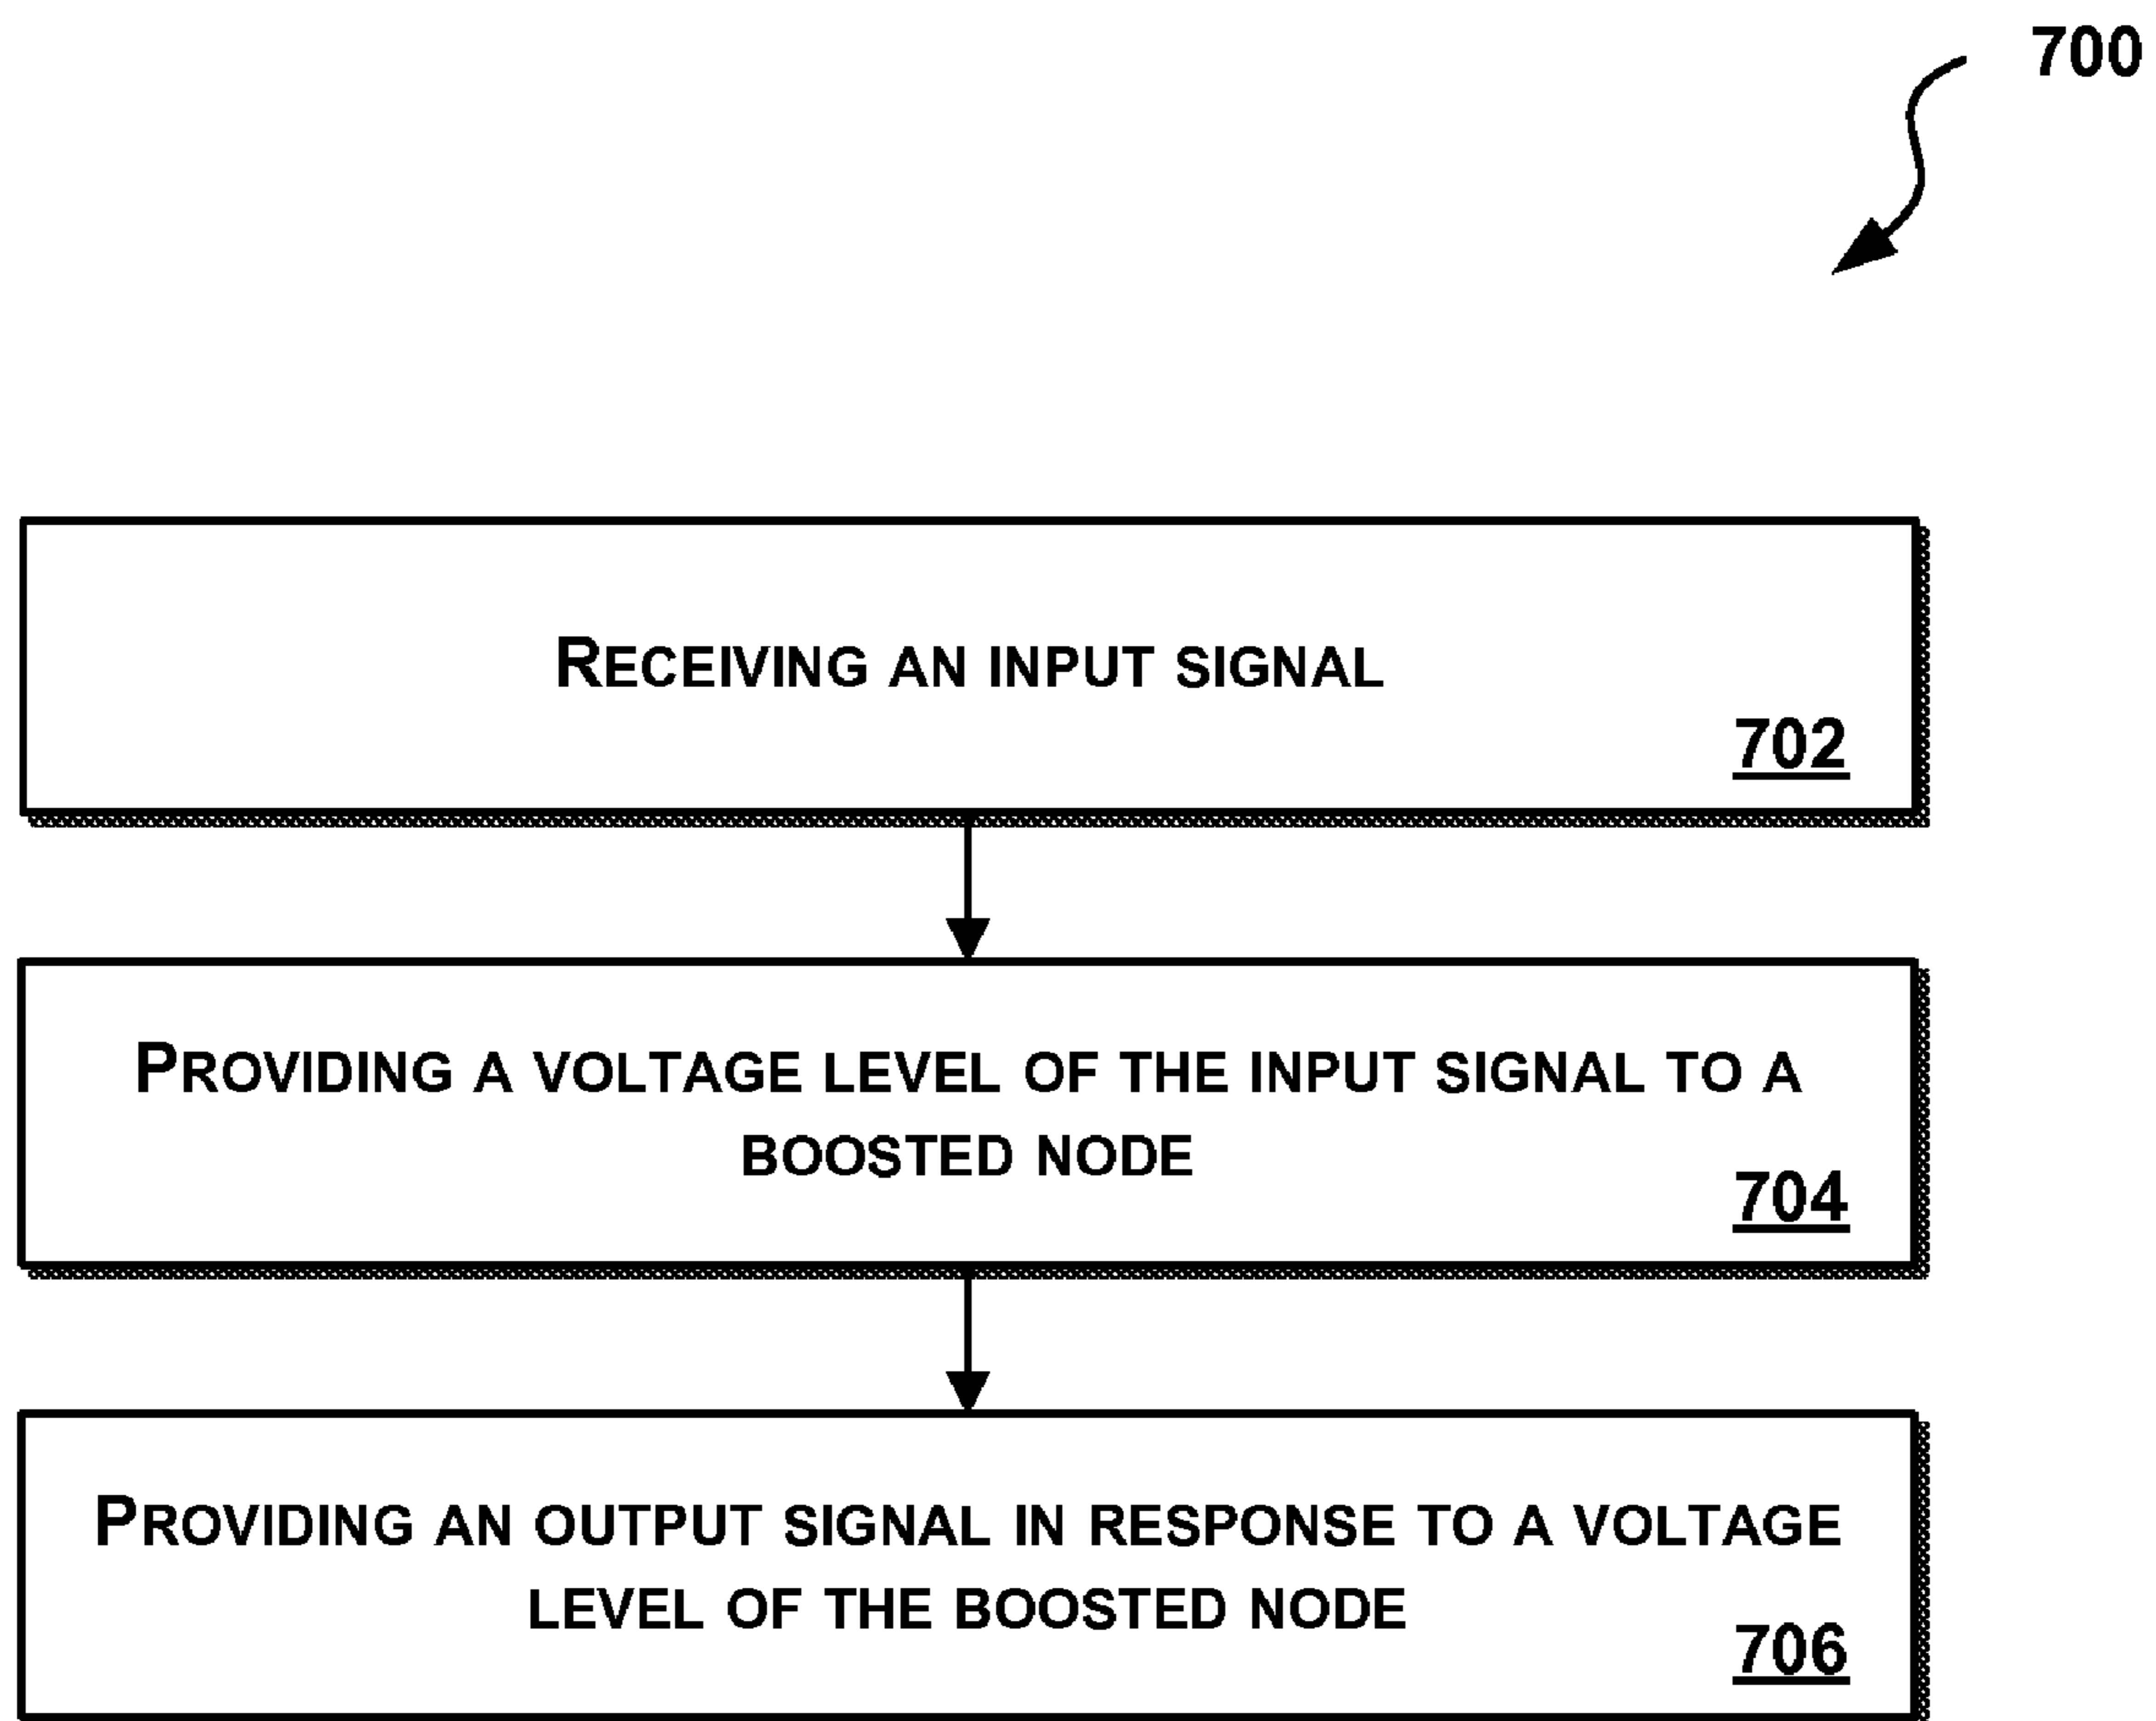 700
RECEIVING AN INPUT SIGNAL
702
PROVIDING A VOLTAGE LEVEL OF THE INPUT SIGNAL TO A
BOOSTED NODE
704
PROVIDING AN OUTPUT SIGNAL IN RESPONSE TO A VOLTAGE
LEVEL OF THE BOOSTED NODE
706